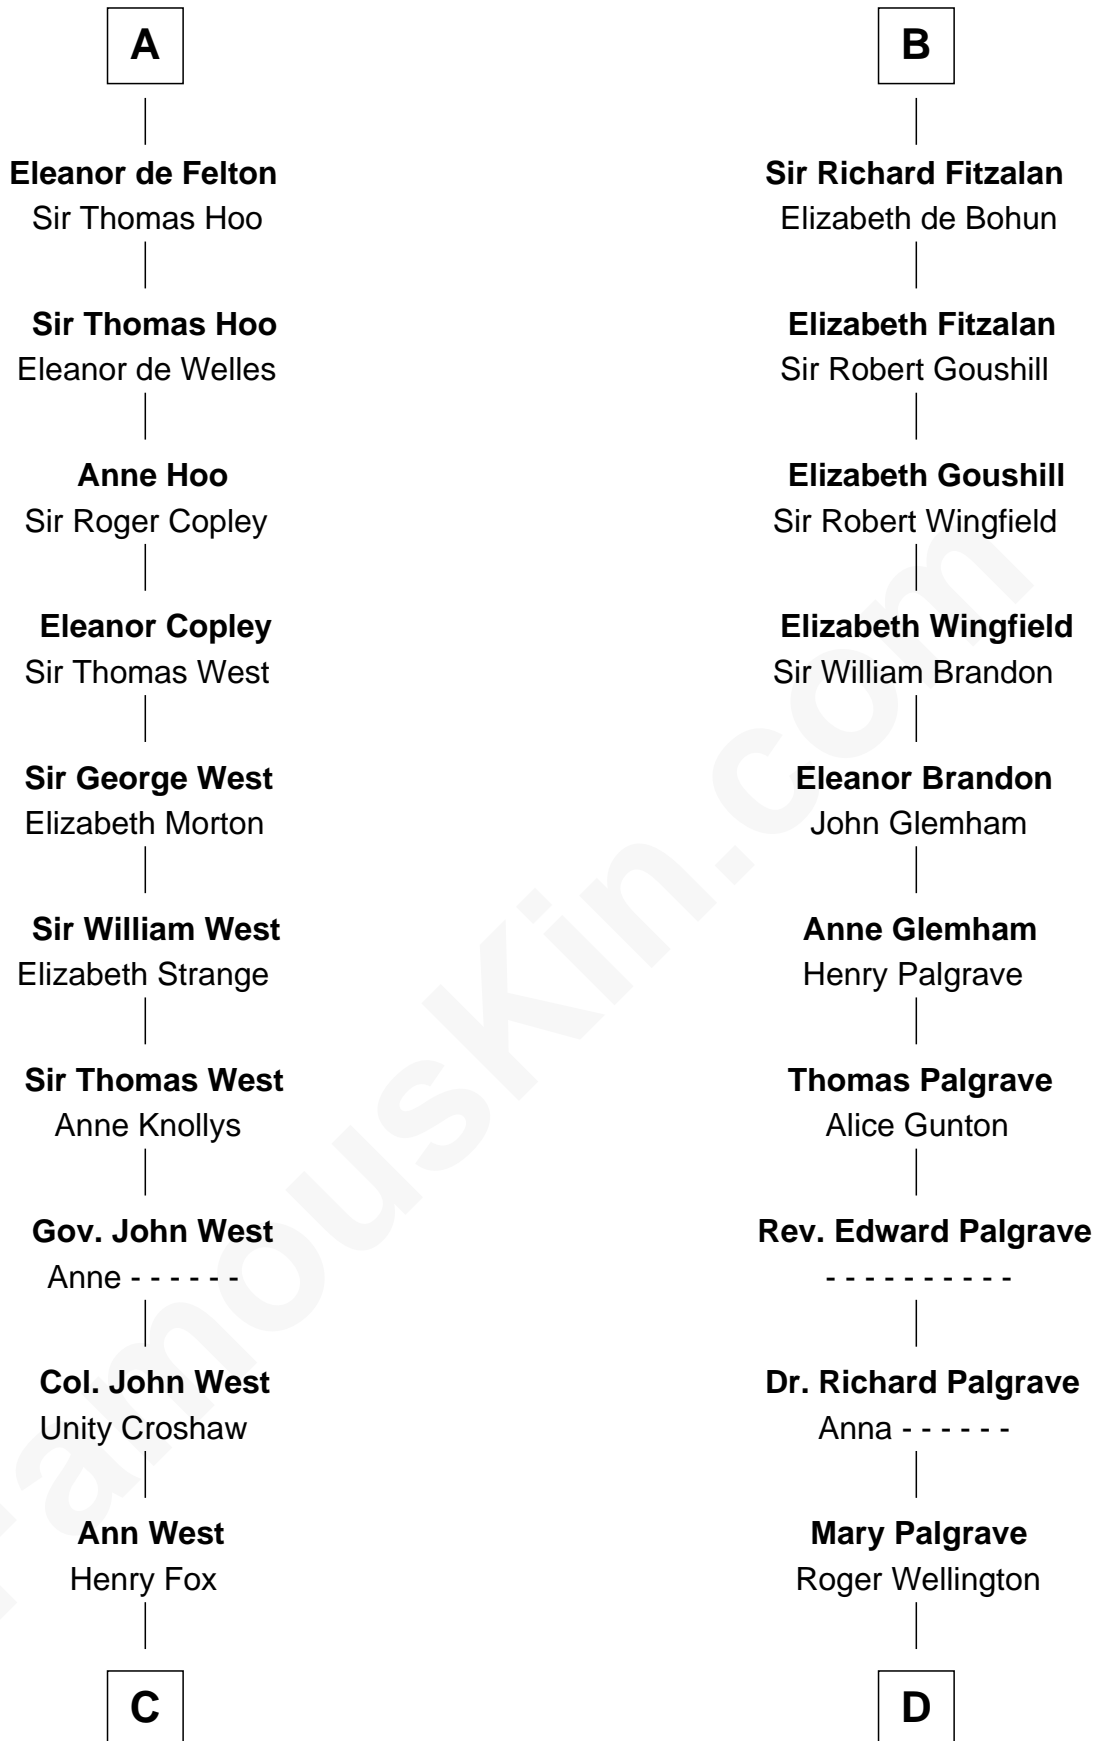 A
Eleanor de Felton
Sir Thomas Hoo
Sir Thomas Hoo
Eleanor de Welles
Anne Hoo
Sir Roger Copley
Eleanor Copley
Sir Thomas West
Sir George West
Elizabeth Morton
Sir William West
Elizabeth Strange
Sir Thomas West
Anne Knollys
Gov. John West
Anne - - - - - -
Col. John West
Unity Croshaw
Ann West
Henry Fox
C
B
Sir Richard Fitzalan
Elizabeth de Bohun
Elizabeth Fitzalan
Sir Robert Goushill
Elizabeth Goushill
Sir Robert Wingfield
Elizabeth Wingfield
Sir William Brandon
Eleanor Brandon
John Glemham
Anne Glemham
Henry Palgrave
Thomas Palgrave
Alice Gunton
Rev. Edward Palgrave
- - - - - - - - - -
Dr. Richard Palgrave
Anna - - - - - -
Mary Palgrave
Roger Wellington
D
FamousKin.com